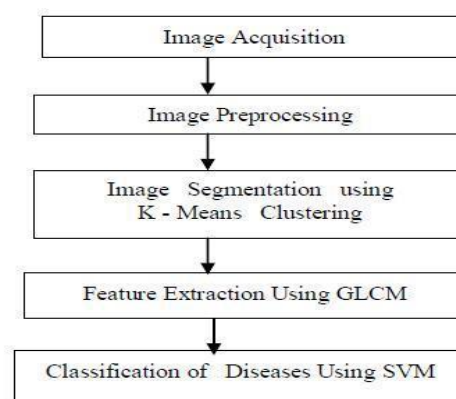 Image Acquisition
Image Preprocessing
Image Segmentation using
K - Means Clustering
Feature Extraction Using GLCM
Classification of Diseases Using SVM